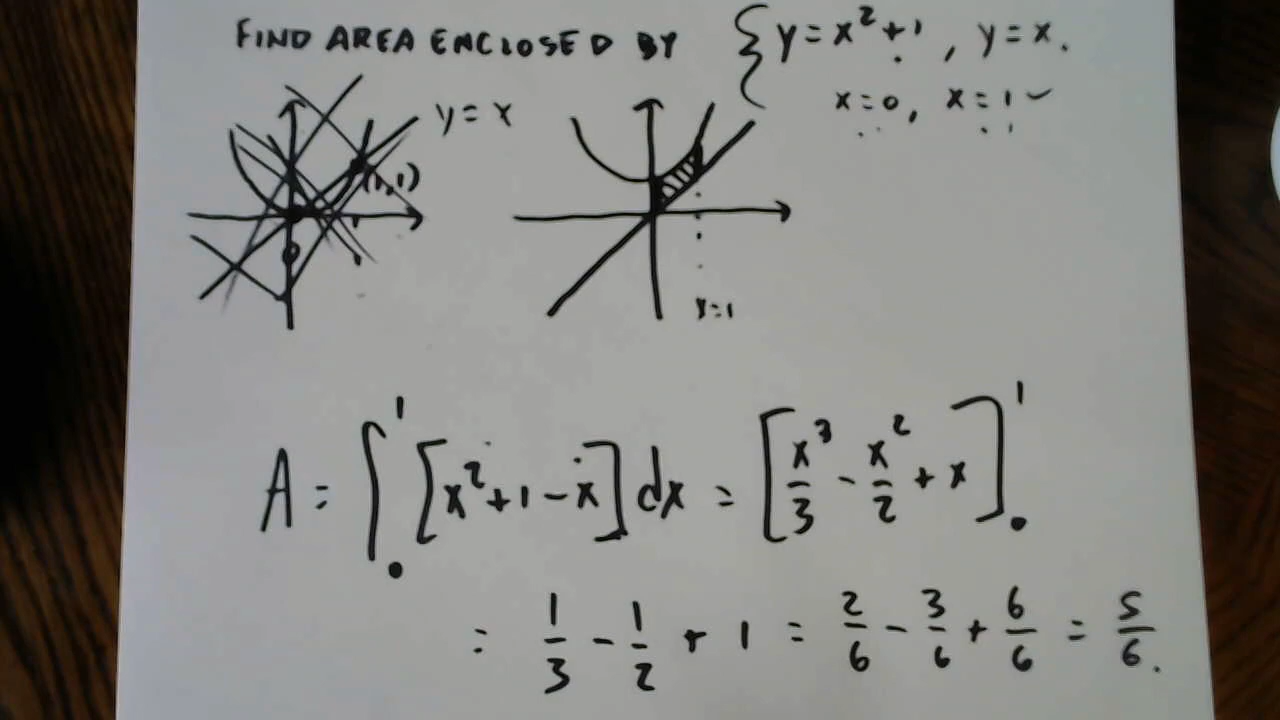 FIND AREA ENCLOSED BY { y = x² + 1 , y = x .
x = 0 , x = 1
y = x
(1,1)
x=1
A = ∫₀¹ [x² + 1 − x] dx = [x³/3 − x²/2 + x]₀¹
= 1/3 − 1/2 + 1 = 2/6 − 3/6 + 6/6 = 5/6 .